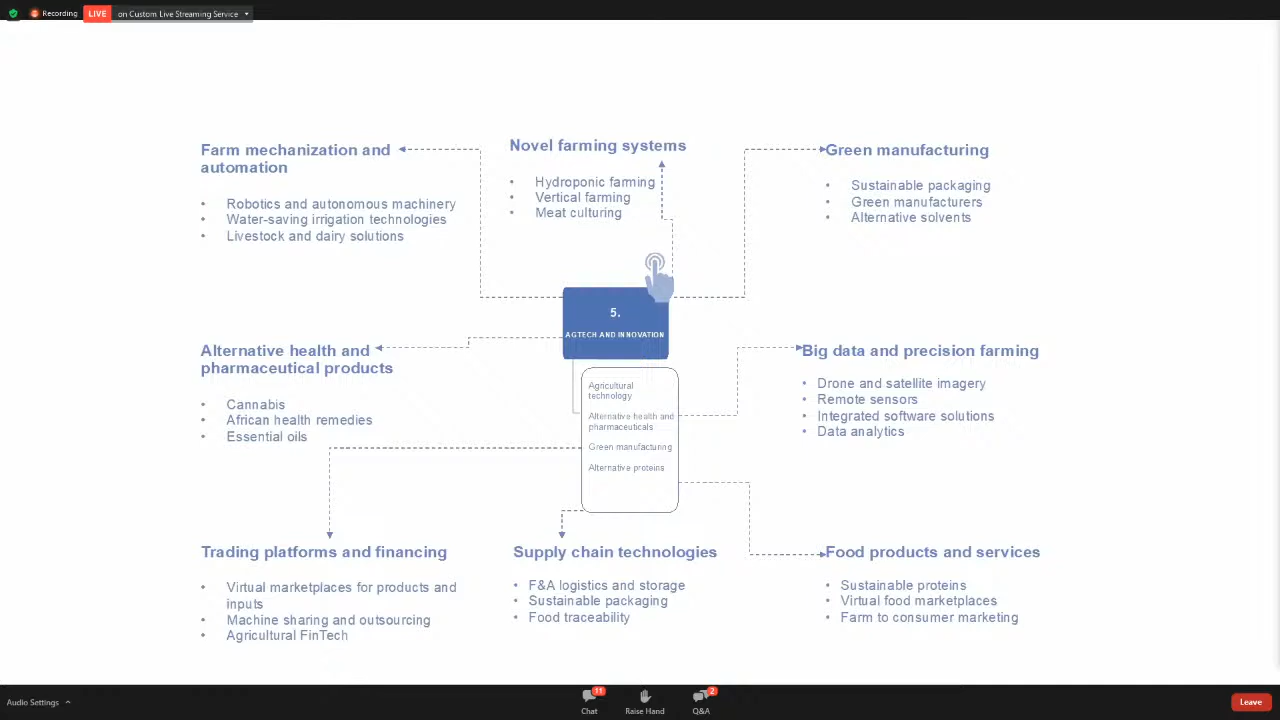 Recording
LIVE
on Custom Live Streaming Service
Farm mechanization and
automation
• Robotics and autonomous machinery
• Water-saving irrigation technologies
• Livestock and dairy solutions
Novel farming systems
• Hydroponic farming
• Vertical farming
• Meat culturing
Green manufacturing
• Sustainable packaging
• Green manufacturers
• Alternative solvents
5.
AGTECH AND INNOVATION
Agricultural
technology
Alternative health and
pharmaceuticals
Green manufacturing
Alternative proteins
Alternative health and
pharmaceutical products
• Cannabis
• African health remedies
• Essential oils
Big data and precision farming
• Drone and satellite imagery
• Remote sensors
• Integrated software solutions
• Data analytics
Trading platforms and financing
• Virtual marketplaces for products and
inputs
• Machine sharing and outsourcing
• Agricultural FinTech
Supply chain technologies
• F&A logistics and storage
• Sustainable packaging
• Food traceability
Food products and services
• Sustainable proteins
• Virtual food marketplaces
• Farm to consumer marketing
Audio Settings
11
Chat
Raise Hand
2
Q&A
Leave